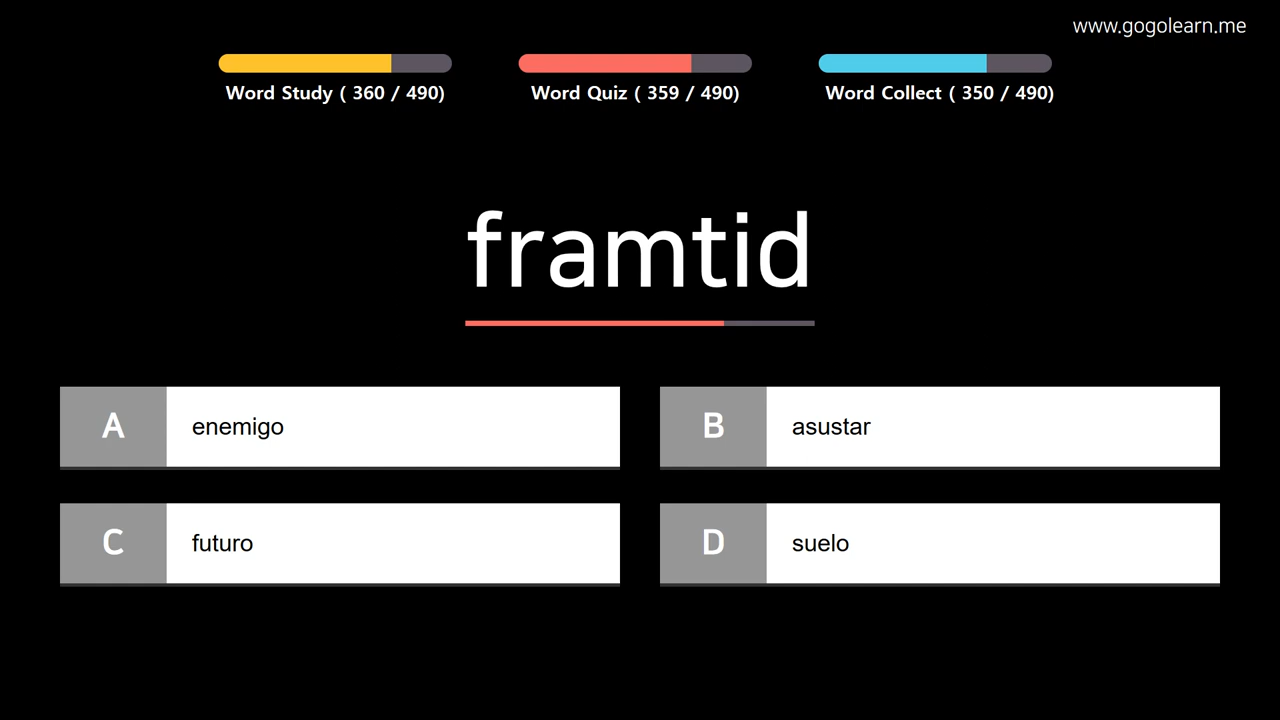 www.gogolearn.me
Word Study ( 360 / 490)
Word Quiz ( 359 / 490)
Word Collect ( 350 / 490)
framtid
A
enemigo
B
asustar
C
futuro
D
suelo